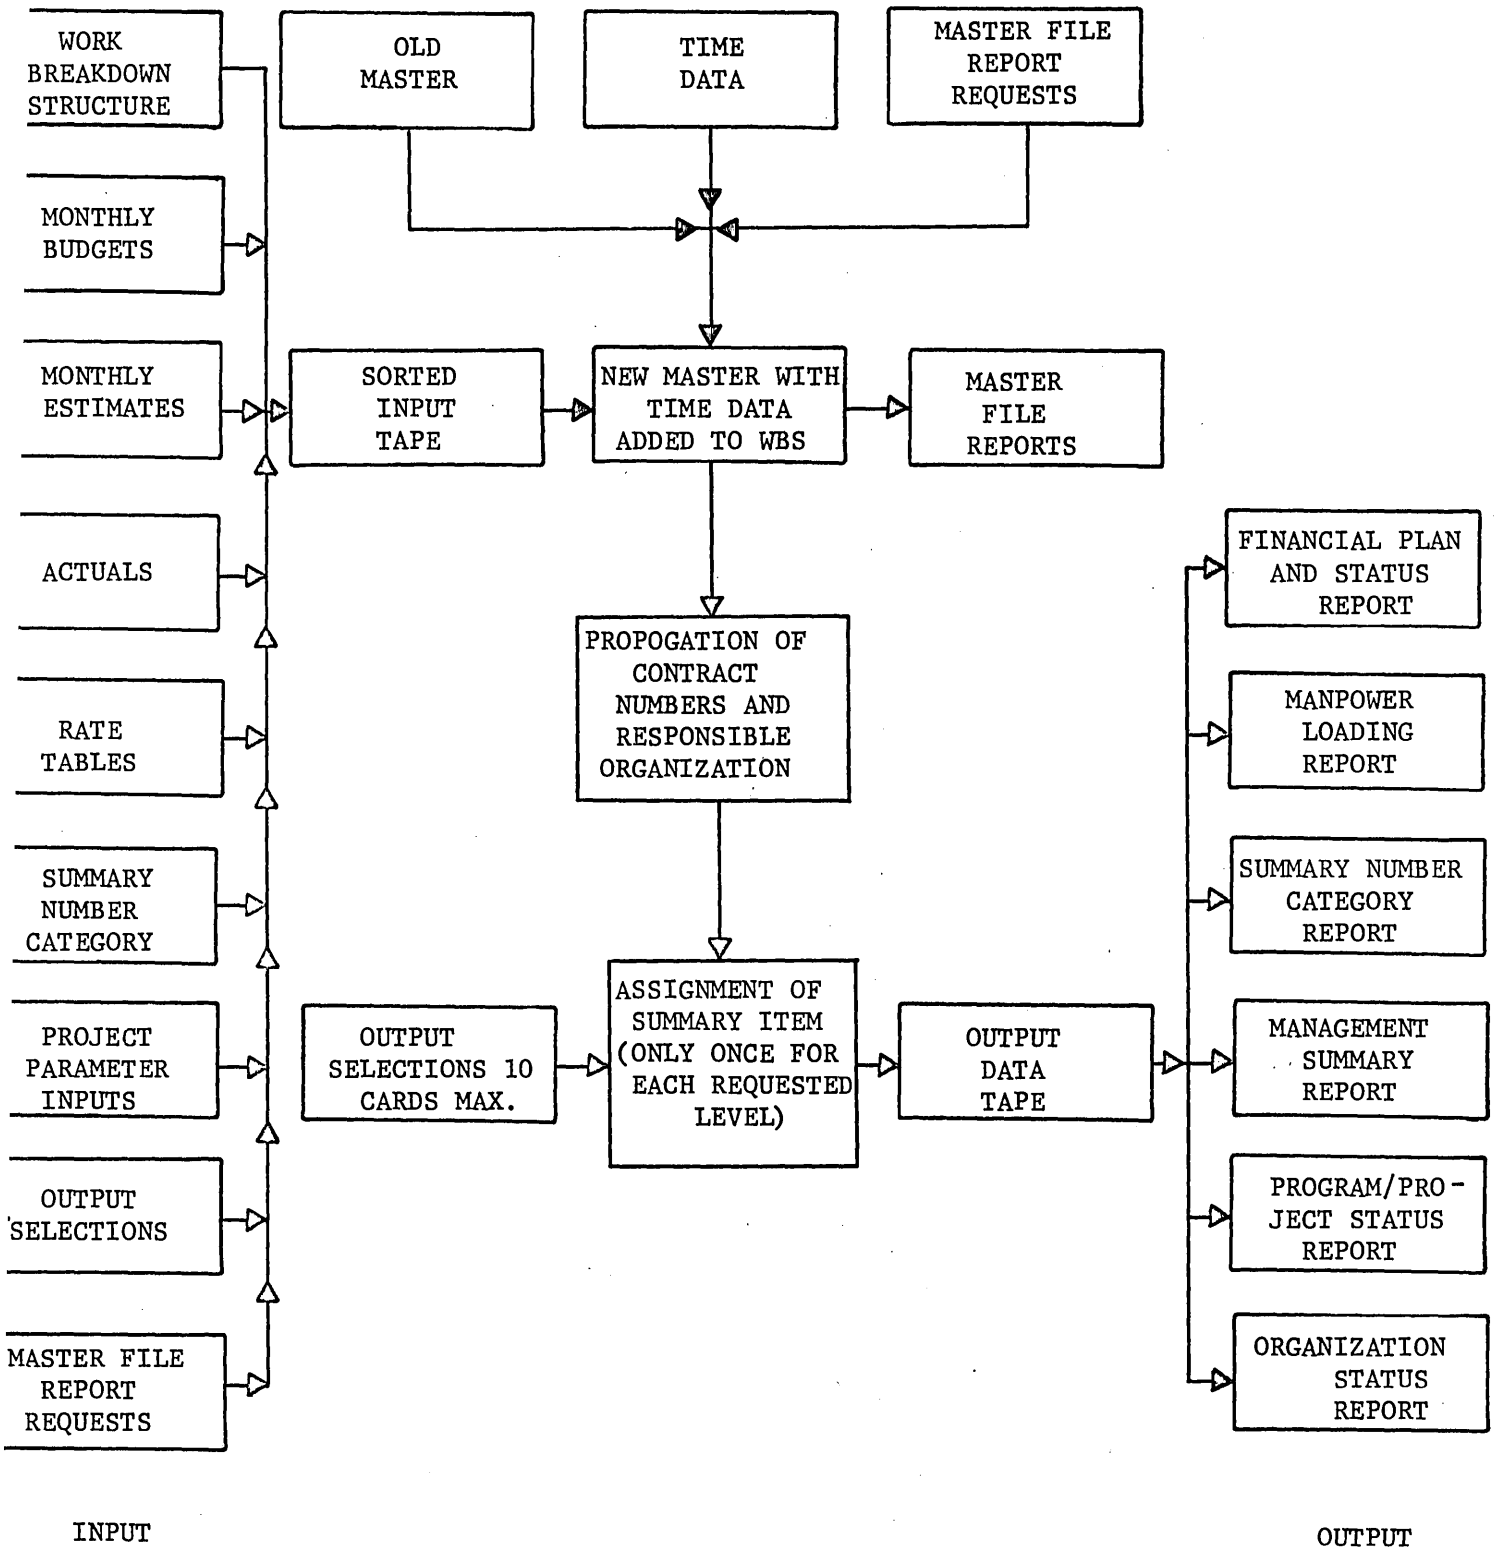 WORK
BREAKDOWN
STRUCTURE
OLD
MASTER
TIME
DATA
MASTER FILE
REPORT
REQUESTS
MONTHLY
BUDGETS
MONTHLY
ESTIMATES
SORTED
INPUT
TAPE
NEW MASTER WITH
TIME DATA
ADDED TO WBS
MASTER
FILE
REPORTS
ACTUALS
RATE
TABLES
SUMMARY
NUMBER
CATEGORY
PROJECT
PARAMETER
INPUTS
OUTPUT
SELECTIONS
MASTER FILE
REPORT
REQUESTS
PROPOGATION OF
CONTRACT
NUMBERS AND
RESPONSIBLE
ORGANIZATION
OUTPUT
SELECTIONS 10
CARDS MAX.
ASSIGNMENT OF
SUMMARY ITEM
(ONLY ONCE FOR
EACH REQUESTED
LEVEL)
OUTPUT
DATA
TAPE
FINANCIAL PLAN
AND STATUS
REPORT
MANPOWER
LOADING
REPORT
SUMMARY NUMBER
CATEGORY
REPORT
MANAGEMENT
SUMMARY
REPORT
PROGRAM/PRO-
JECT STATUS
REPORT
ORGANIZATION
STATUS
REPORT
INPUT
OUTPUT